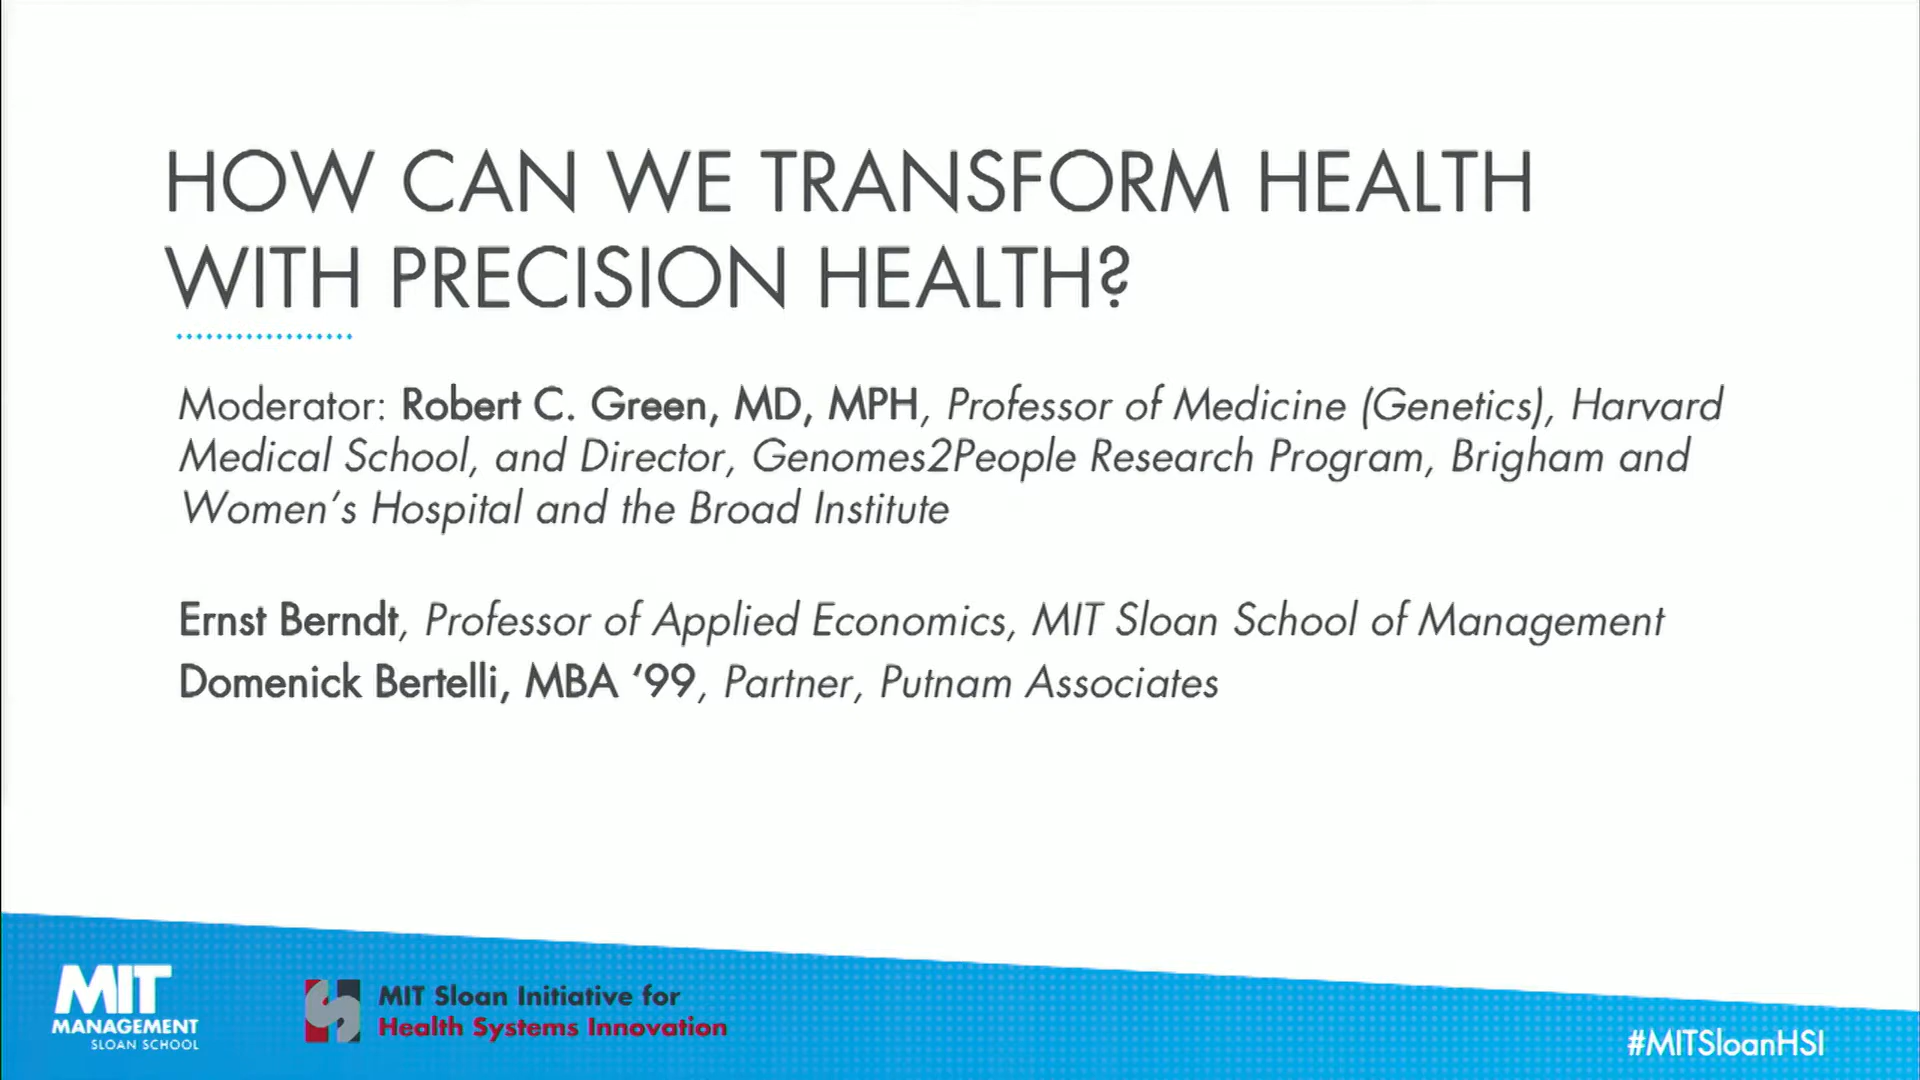 HOW CAN WE TRANSFORM HEALTH
WITH PRECISION HEALTH?
Moderator: Robert C. Green, MD, MPH, Professor of Medicine (Genetics), Harvard
Medical School, and Director, Genomes2People Research Program, Brigham and
Women’s Hospital and the Broad Institute
Ernst Berndt, Professor of Applied Economics, MIT Sloan School of Management
Domenick Bertelli, MBA ‘99, Partner, Putnam Associates
MIT
MANAGEMENT
SLOAN SCHOOL
MIT Sloan Initiative for
Health Systems Innovation
#MITSloanHSI